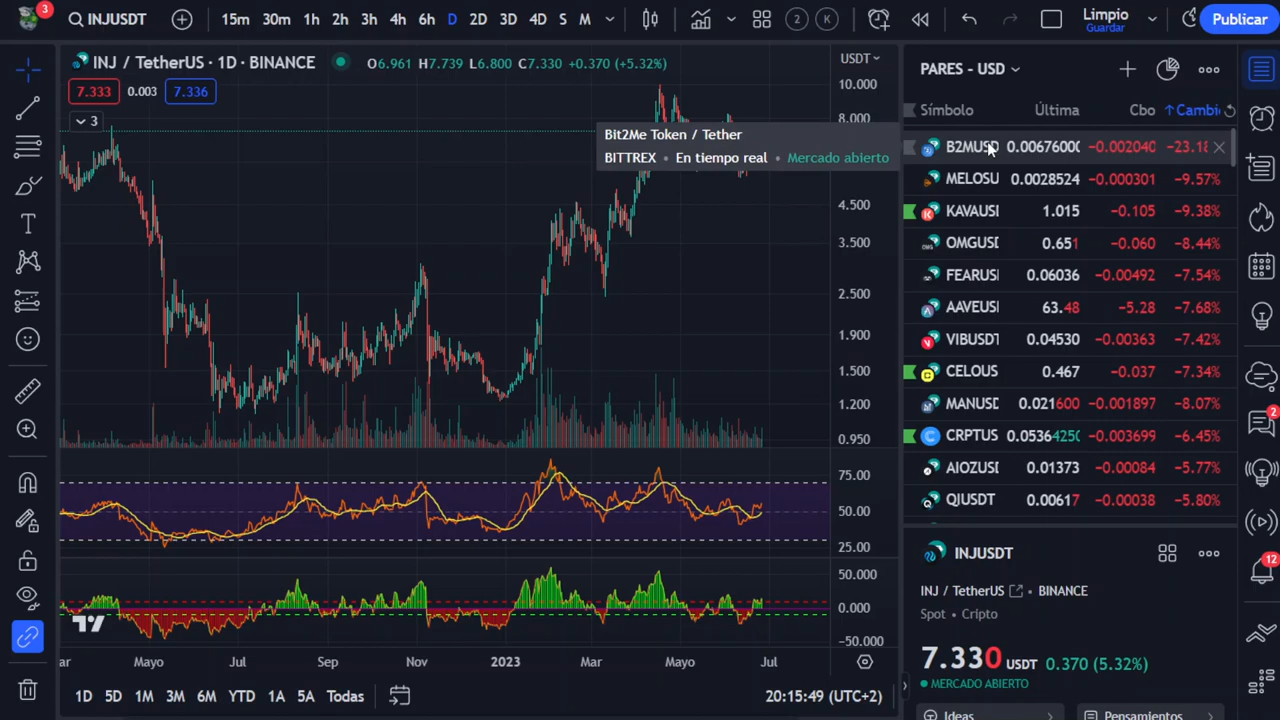 3
INJUSDT
15m 30m 1h 2h 3h 4h 6h D 2D 3D 4D S M
2 K
Limpio
Guardar
Publicar
INJ / TetherUS · 1D · BINANCE
O6.961 H7.739 L6.800 C7.330 +0.370 (+5.32%)
USDT
7.333 0.003 7.336
3
10.000
8.000
4.500
3.500
2.500
1.900
1.500
1.200
0.950
75.00
50.00
25.00
50.000
0.000
−50.000
Bit2Me Token / Tether
BITTREX • En tiempo real • Mercado abierto
ar Mayo Jul Sep Nov 2023 Mar Mayo Jul
1D 5D 1M 3M 6M YTD 1A 5A Todas
20:15:49 (UTC+2)
PARES - USD
Símbolo Última Cbo Cambi
B2MUSD 0.0067600( −0.002040 −23.18
MELOSU 0.0028524 −0.000301 −9.57%
KAVAUSI 1.015 −0.105 −9.38%
OMGUSD 0.651 −0.060 −8.44%
FEARUSI 0.06036 −0.00492 −7.54%
AAVEUSI 63.48 −5.28 −7.68%
VIBUSDT 0.04530 −0.00363 −7.42%
CELOUS 0.467 −0.037 −7.34%
MANUSD 0.021600 −0.001897 −8.07%
CRPTUS 0.0536425( −0.003699 −6.45%
AIOZUSI 0.01373 −0.00084 −5.77%
QIUSDT 0.00617 −0.00038 −5.80%
INJUSDT
INJ / TetherUS • BINANCE
Spot • Cripto
7.330 USDT 0.370 (5.32%)
MERCADO ABIERTO
Ideas
Pensamientos
2
12